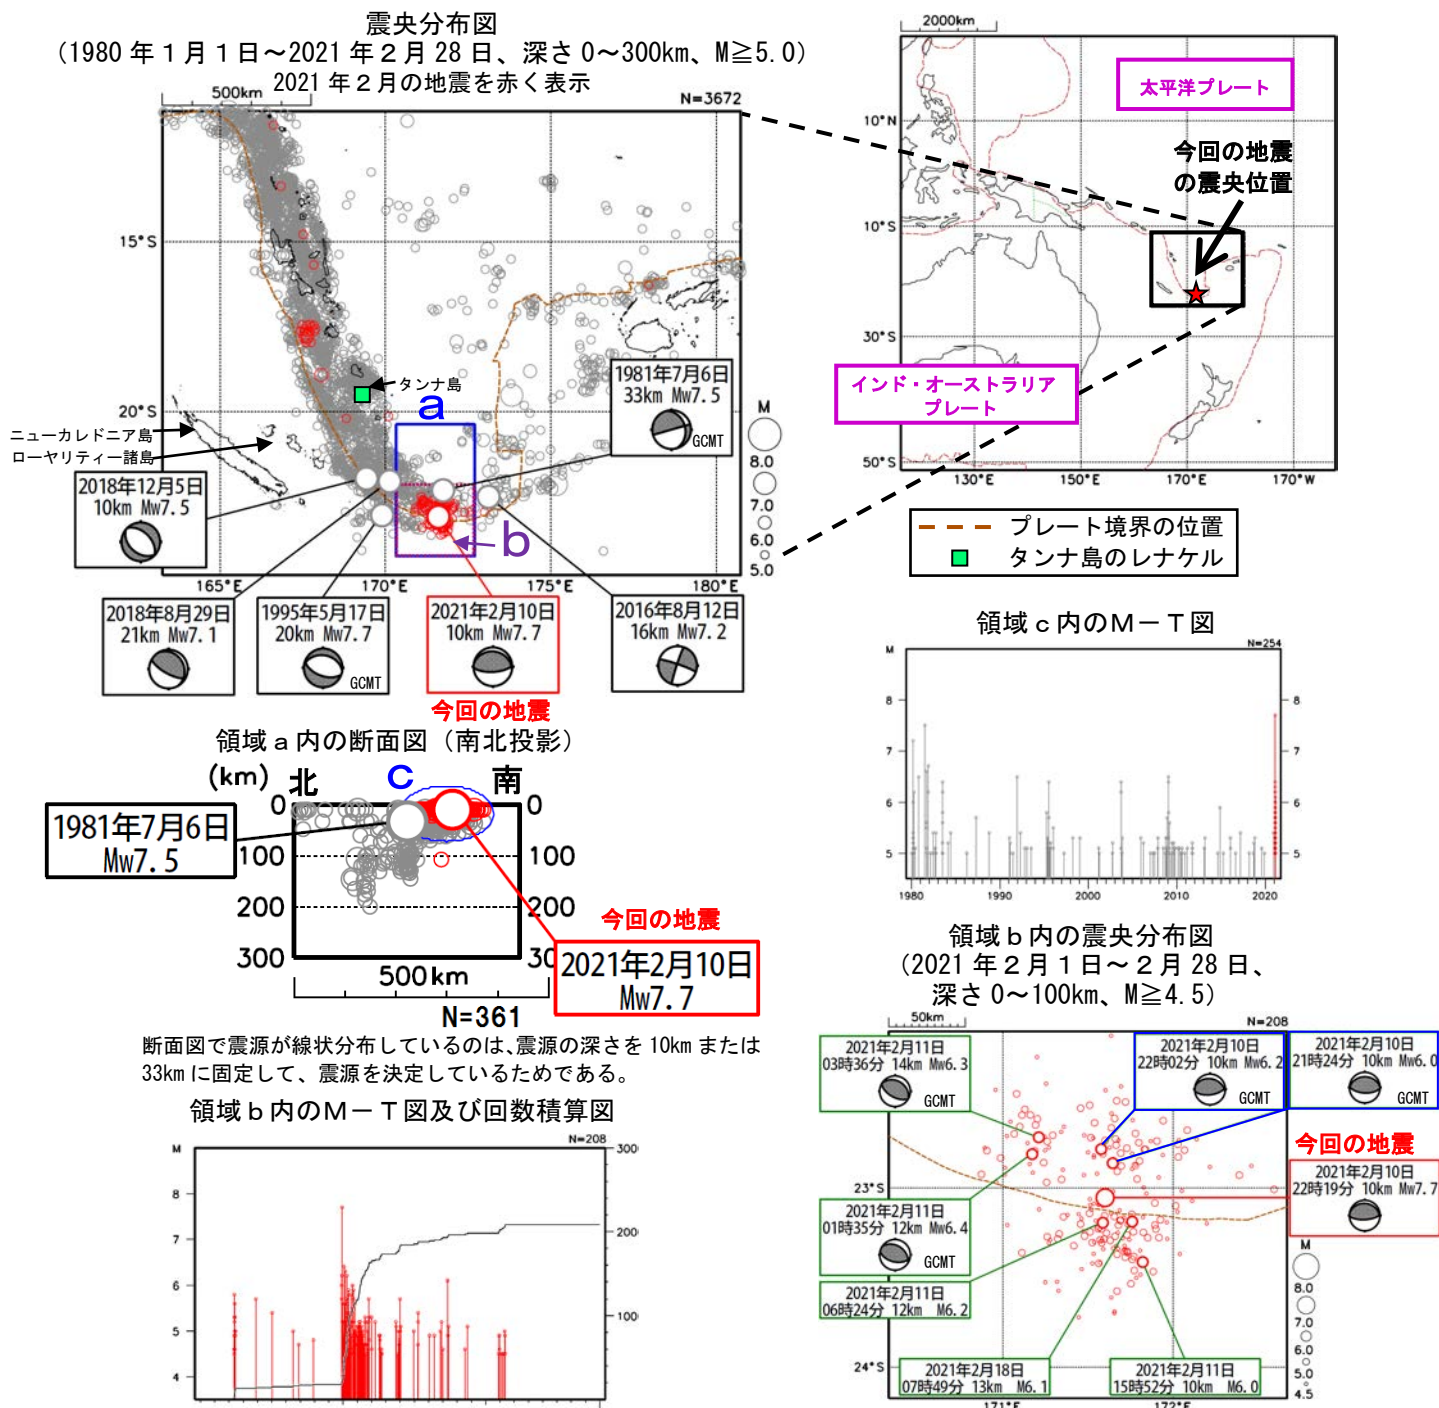 震央分布図
(1980年1月1日～2021年2月28日、深さ0～300km、M≧5.0)
2021年2月の地震を赤く表示
500km
N=3672
15°S
20°S
165°E
170°E
175°E
180°E
タンナ島
ニューカレドニア島
ローヤリティー諸島
a
b
1981年7月6日
33km Mw7.5
GCMT
2018年12月5日
10km Mw7.5
2018年8月29日
21km Mw7.1
1995年5月17日
20km Mw7.7
GCMT
2021年2月10日
10km Mw7.7
今回の地震
2016年8月12日
16km Mw7.2
M
8.0
7.0
6.0
5.0
2000km
太平洋プレート
今回の地震
の震央位置
インド・オーストラリア
プレート
10°N
10°S
30°S
50°S
130°E
150°E
170°E
170°W
プレート境界の位置
タンナ島のレナケル
領域c内のM－T図
M
N=254
8
7
6
5
8
7
6
5
1980
1990
2000
2010
2020
領域a内の断面図（南北投影）
(km)
北
c
南
0
100
200
300
0
100
200
30
1981年7月6日
Mw7.5
今回の地震
2021年2月10日
Mw7.7
500km
N=361
断面図で震源が線状分布しているのは、震源の深さを10kmまたは
33kmに固定して、震源を決定しているためである。
領域b内のM－T図及び回数積算図
M
N=208
8
7
6
5
4
300
200
100
領域b内の震央分布図
(2021年2月1日～2月28日、
深さ0～100km、M≧4.5)
50km
N=208
2021年2月11日
03時36分 14km Mw6.3
GCMT
2021年2月10日
22時02分 10km Mw6.2
GCMT
2021年2月10日
21時24分 10km Mw6.0
GCMT
今回の地震
2021年2月10日
22時19分 10km Mw7.7
2021年2月11日
01時35分 12km Mw6.4
GCMT
2021年2月11日
06時24分 12km M6.2
2021年2月18日
07時49分 13km M6.1
2021年2月11日
15時52分 10km M6.0
23°S
24°S
171°E
172°E
M
8.0
7.0
6.0
5.0
4.5